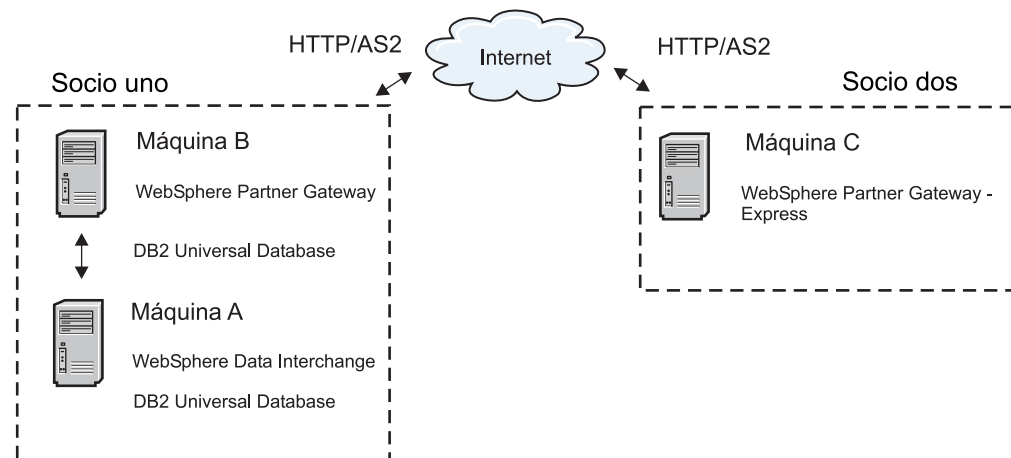 HTTP/AS2
Internet
HTTP/AS2
Socio uno
Máquina B
WebSphere Partner Gateway
DB2 Universal Database
Máquina A
WebSphere Data Interchange
DB2 Universal Database
Socio dos
Máquina C
WebSphere Partner Gateway -
Express